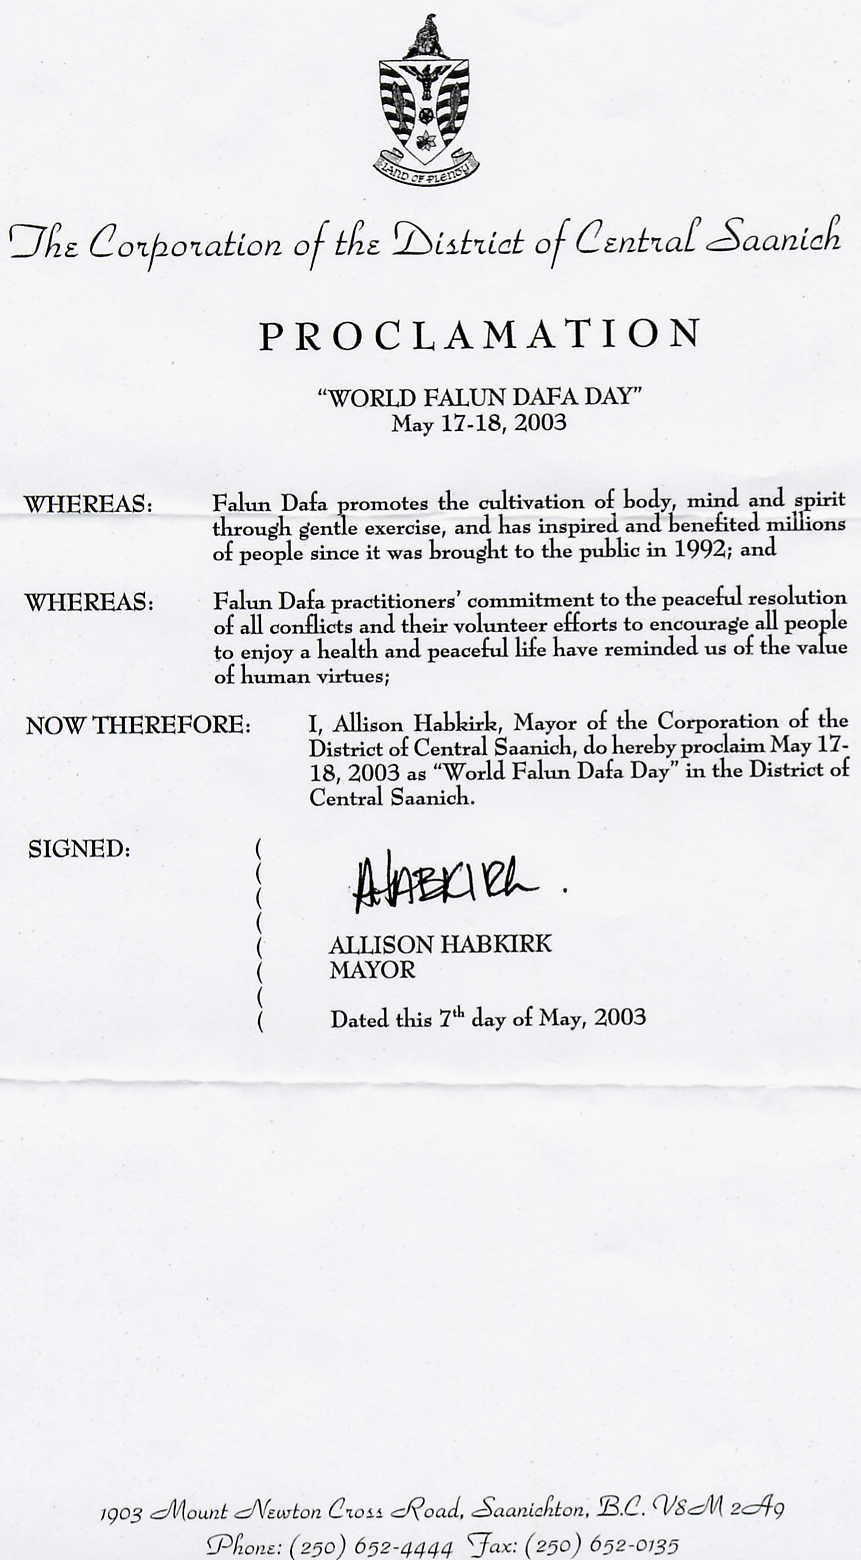 LAND OF PLENTY
The Corporation of the District of Central Saanich
PROCLAMATION
“WORLD FALUN DAFA DAY”
May 17-18, 2003
WHEREAS: Falun Dafa promotes the cultivation of body, mind and spirit
through gentle exercise, and has inspired and benefited millions
of people since it was brought to the public in 1992; and
WHEREAS: Falun Dafa practitioners’ commitment to the peaceful resolution
of all conflicts and their volunteer efforts to encourage all people
to enjoy a health and peaceful life have reminded us of the value
of human virtues;
NOW THEREFORE: I, Allison Habkirk, Mayor of the Corporation of the
District of Central Saanich, do hereby proclaim May 17-
18, 2003 as “World Falun Dafa Day” in the District of
Central Saanich.
SIGNED: (
(
(
(
( ALLISON HABKIRK
( MAYOR
(
( Dated this 7th day of May, 2003
A HABKIRK.
1903 Mount Newton Cross Road, Saanichton, B.C. V8M 2A9
Phone: (250) 652-4444 Fax: (250) 652-0135